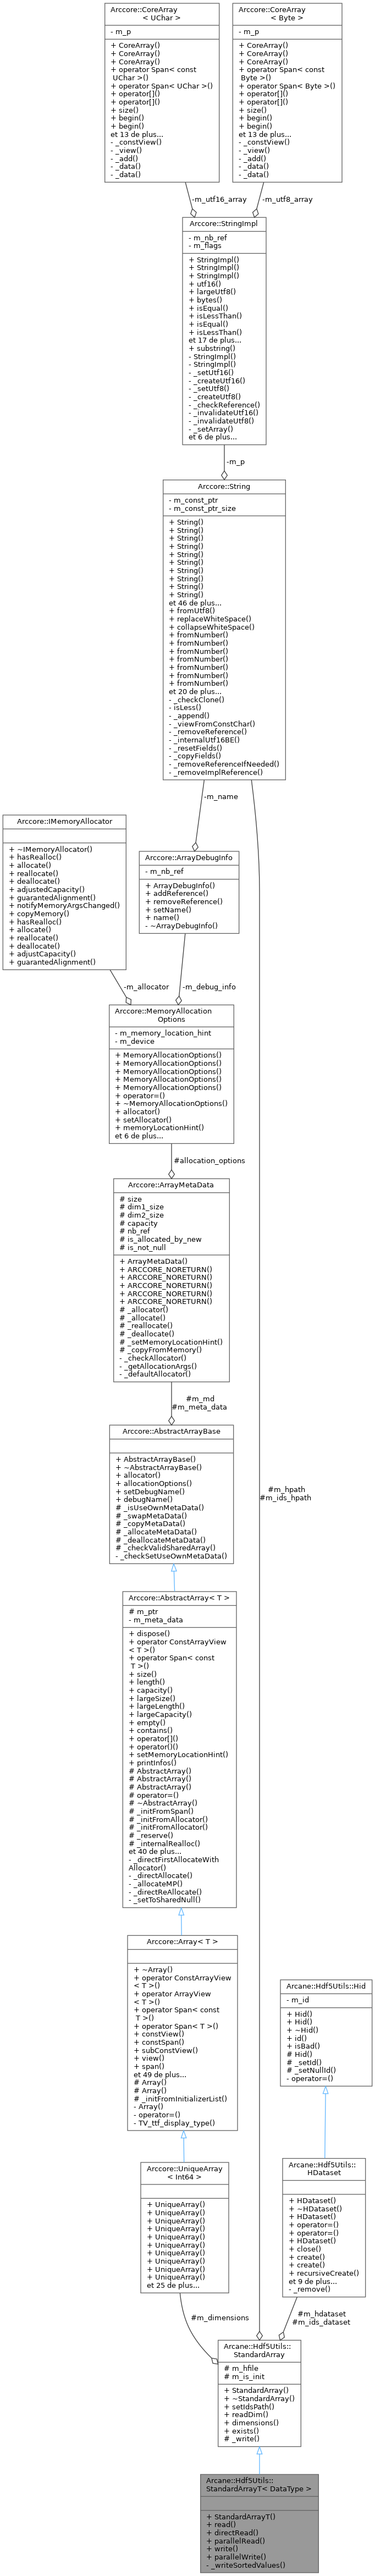 Arccore::CoreArray
< UChar >
- m_p
+ CoreArray()
+ CoreArray()
+ CoreArray()
+ operator Span< const
UChar >()
+ operator Span< UChar >()
+ operator[]()
+ operator[]()
+ size()
+ begin()
+ begin()
et 13 de plus...
- _constView()
- _view()
- _add()
- _data()
- _data()
Arccore::CoreArray
< Byte >
- m_p
+ CoreArray()
+ CoreArray()
+ CoreArray()
+ operator Span< const
Byte >()
+ operator Span< Byte >()
+ operator[]()
+ operator[]()
+ size()
+ begin()
+ begin()
et 13 de plus...
- _constView()
- _view()
- _add()
- _data()
- _data()
-m_utf16_array
-m_utf8_array
Arccore::StringImpl
- m_nb_ref
- m_flags
+ StringImpl()
+ StringImpl()
+ StringImpl()
+ utf16()
+ largeUtf8()
+ bytes()
+ isEqual()
+ isLessThan()
+ isEqual()
+ isLessThan()
et 17 de plus...
+ substring()
- StringImpl()
- StringImpl()
- _setUtf16()
- _createUtf16()
- _setUtf8()
- _createUtf8()
- _checkReference()
- _invalidateUtf16()
- _invalidateUtf8()
- _setArray()
et 6 de plus...
-m_p
Arccore::String
- m_const_ptr
- m_const_ptr_size
+ String()
+ String()
+ String()
+ String()
+ String()
+ String()
+ String()
+ String()
+ String()
+ String()
et 46 de plus...
+ fromUtf8()
+ replaceWhiteSpace()
+ collapseWhiteSpace()
+ fromNumber()
+ fromNumber()
+ fromNumber()
+ fromNumber()
+ fromNumber()
+ fromNumber()
+ fromNumber()
et 20 de plus...
- _checkClone()
- isLess()
- _append()
- _viewFromConstChar()
- _removeReference()
- _internalUtf16BE()
- _resetFields()
- _copyFields()
- _removeReferenceIfNeeded()
- _removeImplReference()
-m_name
Arccore::IMemoryAllocator
+ ~IMemoryAllocator()
+ hasRealloc()
+ allocate()
+ reallocate()
+ deallocate()
+ adjustedCapacity()
+ guarantedAlignment()
+ notifyMemoryArgsChanged()
+ copyMemory()
+ hasRealloc()
+ allocate()
+ reallocate()
+ deallocate()
+ adjustCapacity()
+ guarantedAlignment()
Arccore::ArrayDebugInfo
- m_nb_ref
+ ArrayDebugInfo()
+ addReference()
+ removeReference()
+ setName()
+ name()
- ~ArrayDebugInfo()
-m_allocator
-m_debug_info
Arccore::MemoryAllocation
Options
- m_memory_location_hint
- m_device
+ MemoryAllocationOptions()
+ MemoryAllocationOptions()
+ MemoryAllocationOptions()
+ MemoryAllocationOptions()
+ MemoryAllocationOptions()
+ operator=()
+ ~MemoryAllocationOptions()
+ allocator()
+ setAllocator()
+ memoryLocationHint()
et 6 de plus...
#allocation_options
Arccore::ArrayMetaData
# size
# dim1_size
# dim2_size
# capacity
# nb_ref
# is_allocated_by_new
# is_not_null
+ ArrayMetaData()
+ ARCCORE_NORETURN()
+ ARCCORE_NORETURN()
+ ARCCORE_NORETURN()
+ ARCCORE_NORETURN()
+ ARCCORE_NORETURN()
# _allocator()
# _allocate()
# _reallocate()
# _deallocate()
# _setMemoryLocationHint()
# _copyFromMemory()
- _checkAllocator()
- _getAllocationArgs()
- _defaultAllocator()
#m_md
#m_meta_data
Arccore::AbstractArrayBase
+ AbstractArrayBase()
+ ~AbstractArrayBase()
+ allocator()
+ allocationOptions()
+ setDebugName()
+ debugName()
# _isUseOwnMetaData()
# _swapMetaData()
# _copyMetaData()
# _allocateMetaData()
# _deallocateMetaData()
# _checkValidSharedArray()
- _checkSetUseOwnMetaData()
#m_hpath
#m_ids_hpath
Arccore::AbstractArray< T >
# m_ptr
- m_meta_data
+ dispose()
+ operator ConstArrayView
< T >()
+ operator Span< const
T >()
+ size()
+ length()
+ capacity()
+ largeSize()
+ largeLength()
+ largeCapacity()
+ empty()
+ contains()
+ operator[]()
+ operator()()
+ setMemoryLocationHint()
+ printInfos()
# AbstractArray()
# AbstractArray()
# AbstractArray()
# operator=()
# ~AbstractArray()
# _initFromSpan()
# _initFromAllocator()
# _initFromAllocator()
# _reserve()
# _internalRealloc()
et 40 de plus...
- _directFirstAllocateWith
Allocator()
- _directAllocate()
- _allocateMP()
- _directReAllocate()
- _setToSharedNull()
Arccore::Array< T >
+ ~Array()
+ operator ConstArrayView
< T >()
+ operator ArrayView
< T >()
+ operator Span< const
T >()
+ operator Span< T >()
+ constView()
+ constSpan()
+ subConstView()
+ view()
+ span()
et 49 de plus...
# Array()
# Array()
# _initFromInitializerList()
- Array()
- operator=()
- TV_ttf_display_type()
Arcane::Hdf5Utils::Hid
- m_id
+ Hid()
+ Hid()
+ ~Hid()
+ id()
+ isBad()
# Hid()
# _setId()
# _setNullId()
- operator=()
Arccore::UniqueArray
< Int64 >
+ UniqueArray()
+ UniqueArray()
+ UniqueArray()
+ UniqueArray()
+ UniqueArray()
+ UniqueArray()
+ UniqueArray()
+ UniqueArray()
+ UniqueArray()
+ UniqueArray()
et 25 de plus...
Arcane::Hdf5Utils::
HDataset
+ HDataset()
+ ~HDataset()
+ HDataset()
+ operator=()
+ operator=()
+ HDataset()
+ close()
+ create()
+ create()
+ recursiveCreate()
et 9 de plus...
- _remove()
#m_dimensions
#m_hdataset
#m_ids_dataset
Arcane::Hdf5Utils::
StandardArray
# m_hfile
# m_is_init
+ StandardArray()
+ ~StandardArray()
+ setIdsPath()
+ readDim()
+ dimensions()
+ exists()
# _write()
Arcane::Hdf5Utils::
StandardArrayT< DataType >
+ StandardArrayT()
+ read()
+ directRead()
+ parallelRead()
+ write()
+ parallelWrite()
- _writeSortedValues()